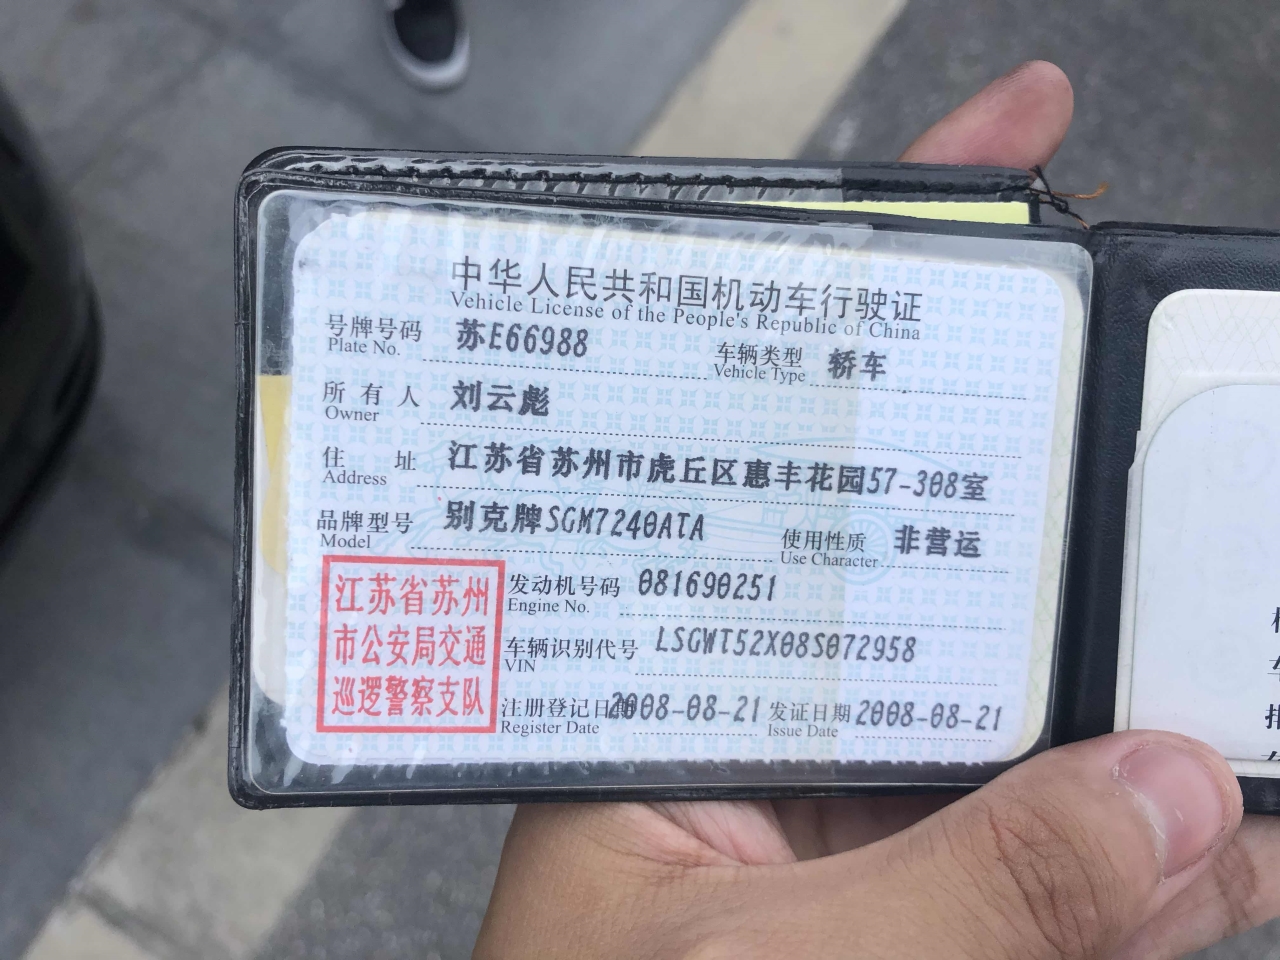 中华人民共和国机动车行驶证
Vehicle License of the People's Republic of China
号牌号码 苏E66988 车辆类型 轿车
Plate No. Vehicle Type
所有人 刘云彪
Owner
住址 江苏省苏州市虎丘区惠丰花园57-308室
Address
品牌型号 别克牌SGM7240ATA 使用性质 非营运
Model Use Character
江苏省苏州
市公安局交通
巡逻警察支队
发动机号码 081690251
Engine No.
车辆识别代号 LSGWT52X08S072958
VIN
注册登记日期 2008-08-21 发证日期 2008-08-21
Register Date Issue Date